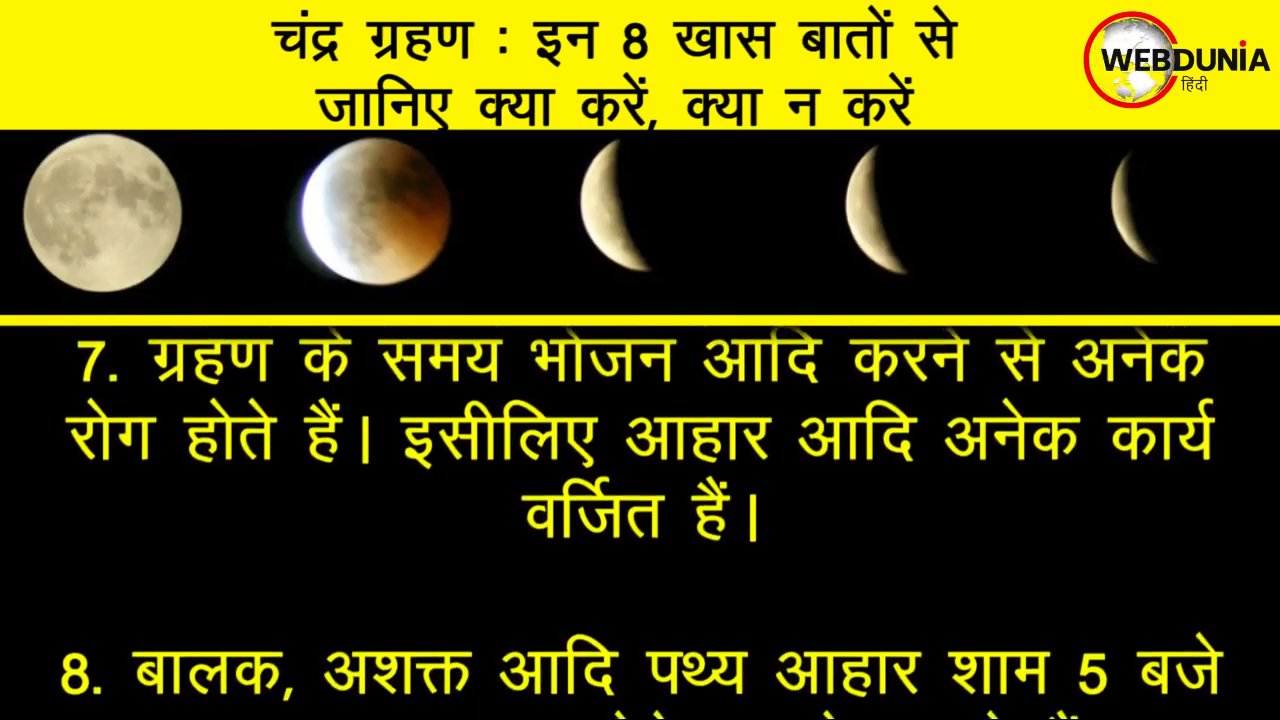 चंद्र ग्रहण : इन 8 खास बातों से
जानिए क्या करें, क्या न करें
WEBDUNIA
हिंदी
7. ग्रहण के समय भोजन आदि करने से अनेक
रोग होते हैं। इसीलिए आहार आदि अनेक कार्य
वर्जित हैं।
8. बालक, अशक्त आदि पथ्य आहार शाम 5 बजे